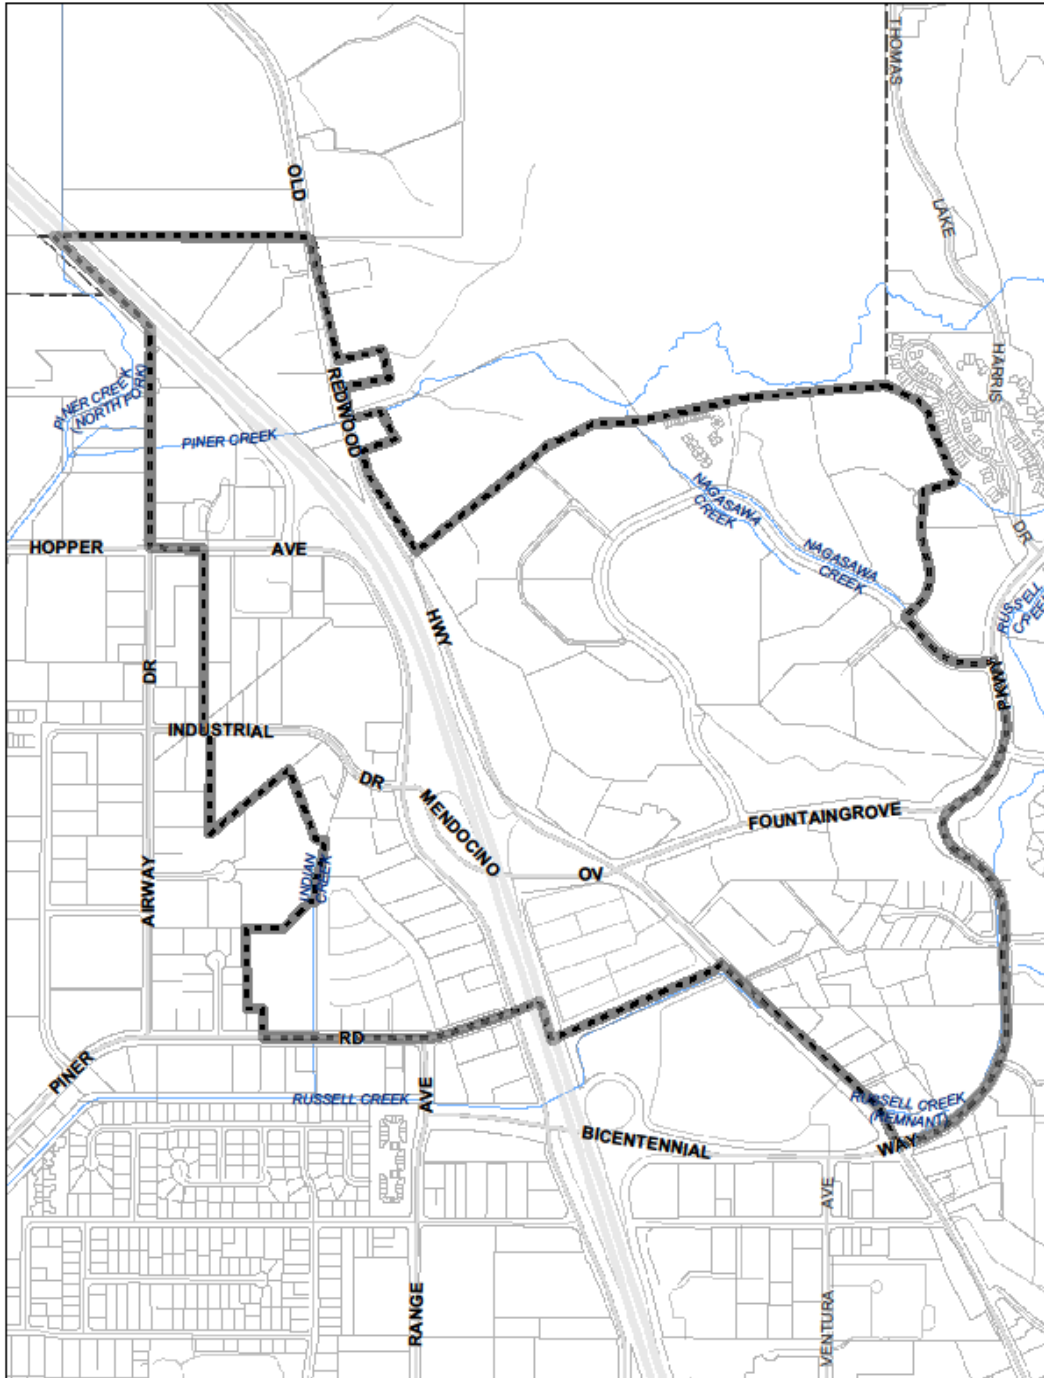 THOMAS
LAKE
HARRIS
DR
OLD
REDWOOD
HWY
PINER CREEK
(NORTH FORK)
PINER CREEK
NAGASAWA
CREEK
NAGASAWA
CREEK
RUSSELL
CREEK
HOPPER
AVE
DR
INDUSTRIAL
DR
MENDOCINO
OV
FOUNTAINGROVE
PKWY
AIRWAY
INDIAN
CREEK
PINER
RD
AVE
RUSSELL CREEK
RUSSELL CREEK
(REMNANT)
BICENTENNIAL
WAY
AVE
VENTURA
RANGE